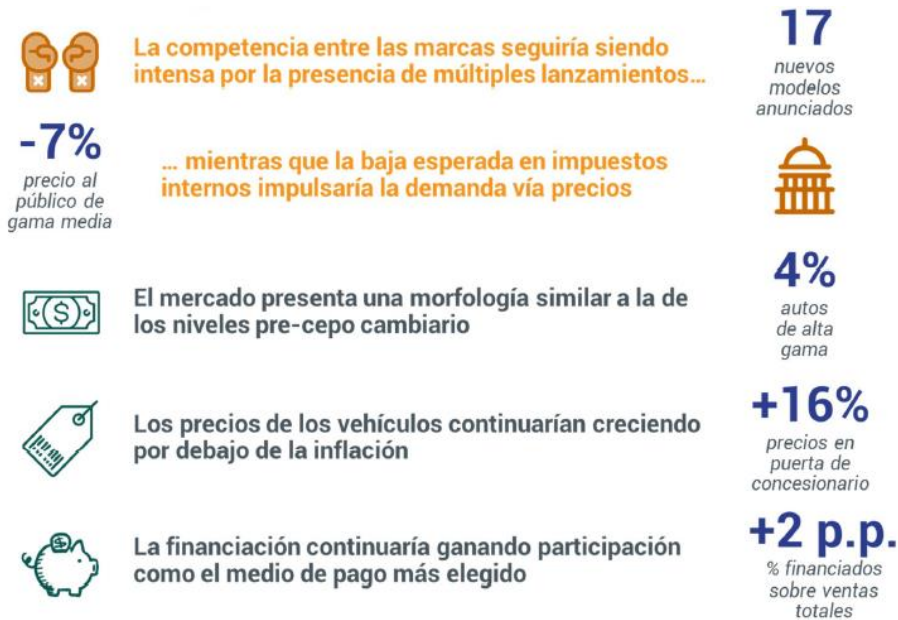 La competencia entre las marcas seguiría siendo
intensa por la presencia de múltiples lanzamientos...
17
nuevos
modelos
anunciados
-7%
precio al
público de
gama media
... mientras que la baja esperada en impuestos
internos impulsaría la demanda vía precios
El mercado presenta una morfología similar a la de
los niveles pre-cepo cambiario
4%
autos
de alta
gama
Los precios de los vehículos continuarían creciendo
por debajo de la inflación
+16%
precios en
puerta de
concesionario
La financiación continuaría ganando participación
como el medio de pago más elegido
+2 p.p.
% financiados
sobre ventas
totales